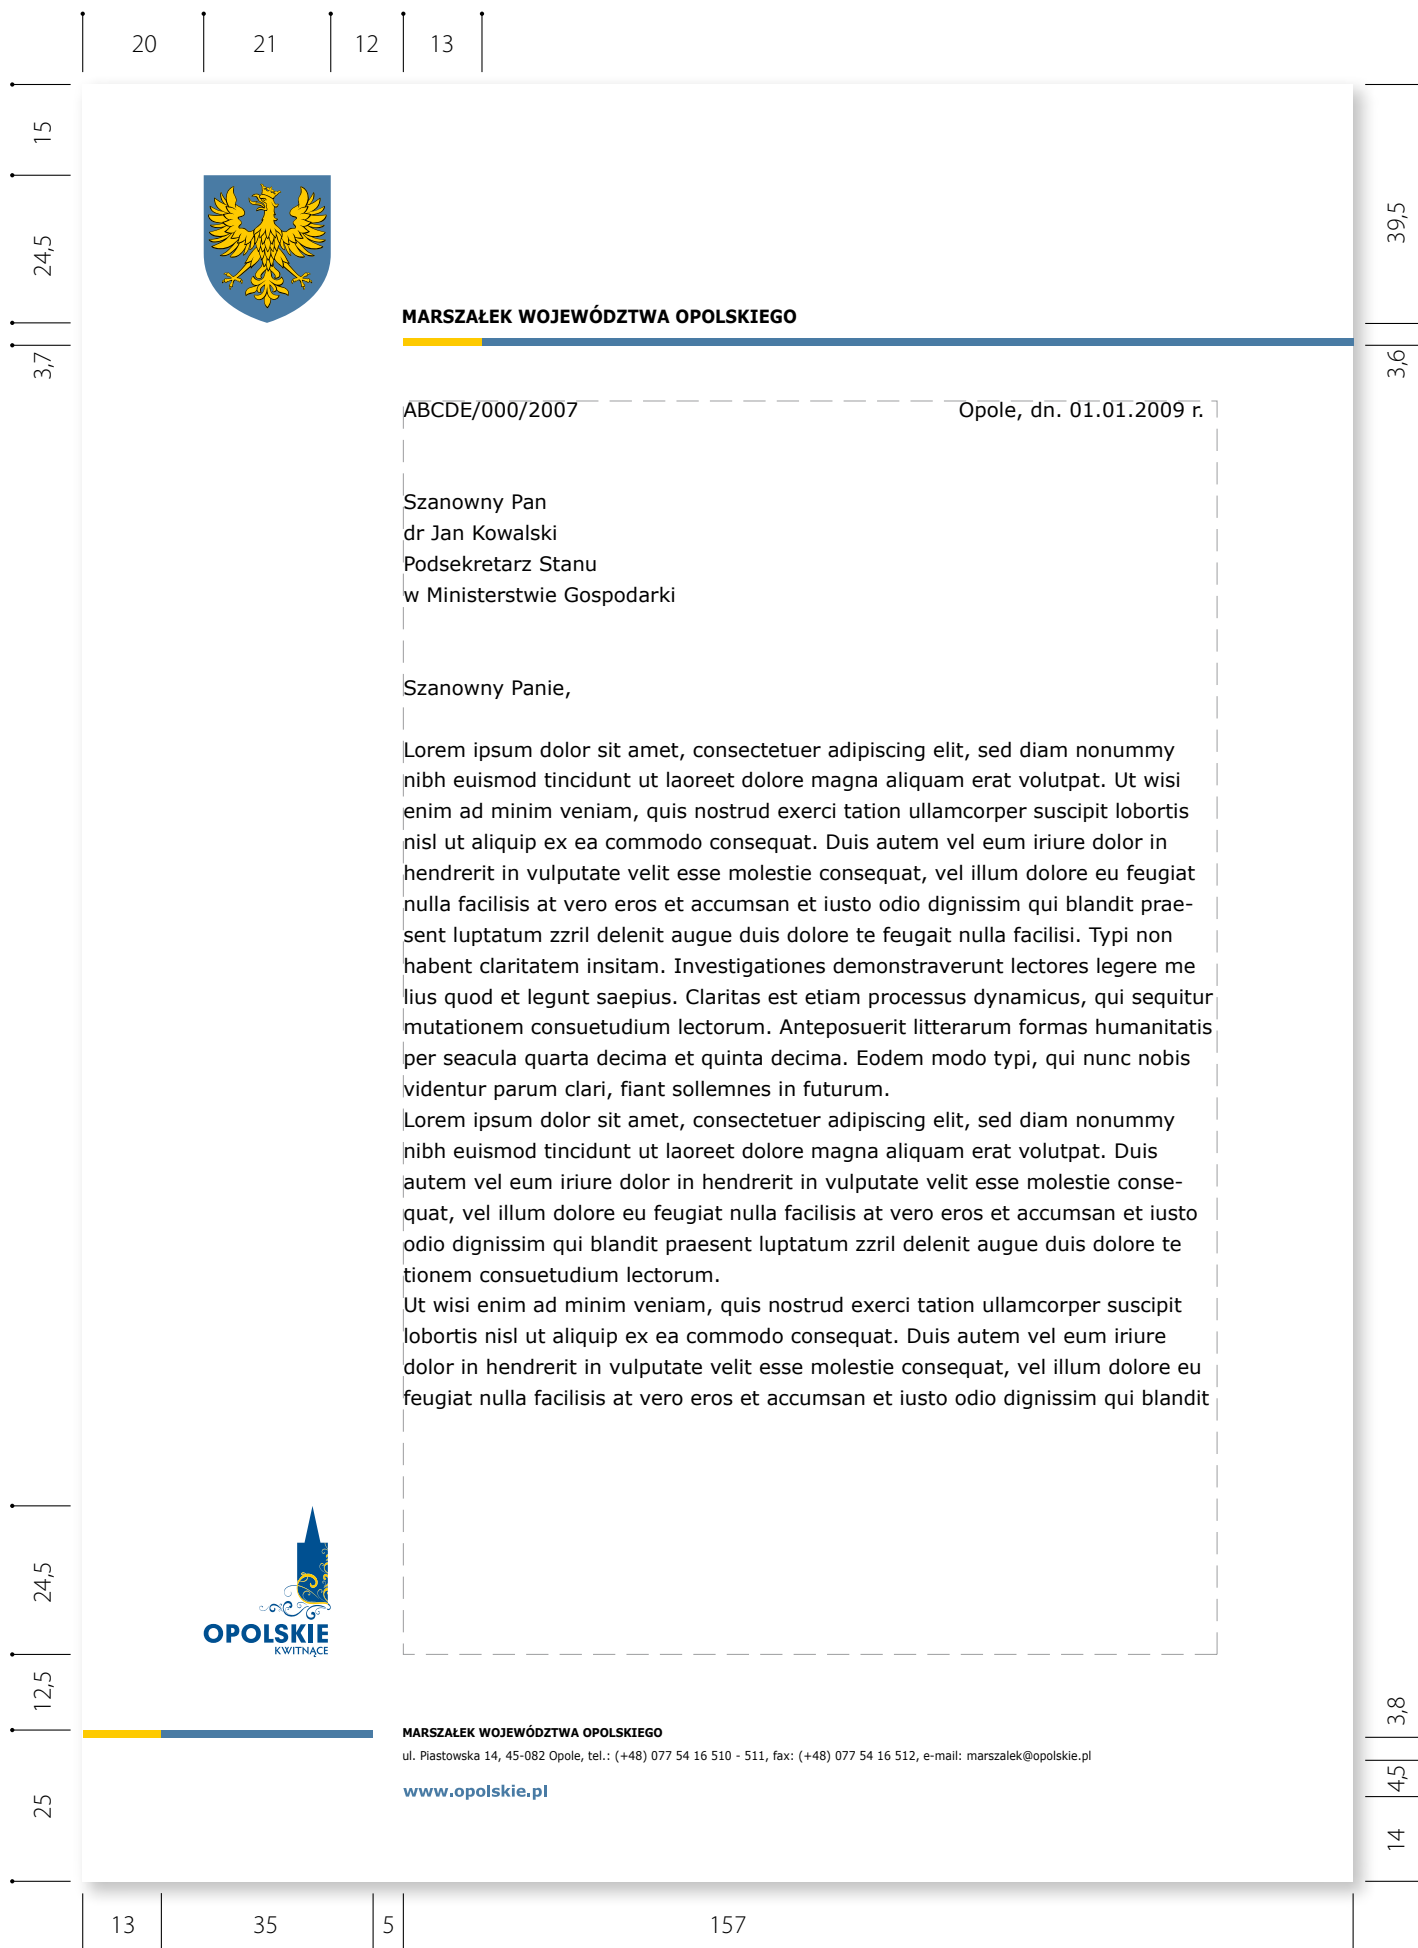 20 21 12 13
15
39,5
24,5
MARSZAŁEK WOJEWÓDZTWA OPOLSKIEGO
3,7
3,6
ABCDE/000/2007 Opole, dn. 01.01.2009 r.
Szanowny Pan
dr Jan Kowalski
Podsekretarz Stanu
w Ministerstwie Gospodarki
Szanowny Panie,
Lorem ipsum dolor sit amet, consectetuer adipiscing elit, sed diam nonummy
nibh euismod tincidunt ut laoreet dolore magna aliquam erat volutpat. Ut wisi
enim ad minim veniam, quis nostrud exerci tation ullamcorper suscipit lobortis
nisl ut aliquip ex ea commodo consequat. Duis autem vel eum iriure dolor in
hendrerit in vulputate velit esse molestie consequat, vel illum dolore eu feugiat
nulla facilisis at vero eros et accumsan et iusto odio dignissim qui blandit prae-
sent luptatum zzril delenit augue duis dolore te feugait nulla facilisi. Typi non
habent claritatem insitam. Investigationes demonstraverunt lectores legere me
lius quod et legunt saepius. Claritas est etiam processus dynamicus, qui sequitur
mutationem consuetudium lectorum. Anteposuerit litterarum formas humanitatis
per seacula quarta decima et quinta decima. Eodem modo typi, qui nunc nobis
videntur parum clari, fiant sollemnes in futurum.
Lorem ipsum dolor sit amet, consectetuer adipiscing elit, sed diam nonummy
nibh euismod tincidunt ut laoreet dolore magna aliquam erat volutpat. Duis
autem vel eum iriure dolor in hendrerit in vulputate velit esse molestie conse-
quat, vel illum dolore eu feugiat nulla facilisis at vero eros et accumsan et iusto
odio dignissim qui blandit praesent luptatum zzril delenit augue duis dolore te
tionem consuetudium lectorum.
Ut wisi enim ad minim veniam, quis nostrud exerci tation ullamcorper suscipit
lobortis nisl ut aliquip ex ea commodo consequat. Duis autem vel eum iriure
dolor in hendrerit in vulputate velit esse molestie consequat, vel illum dolore eu
feugiat nulla facilisis at vero eros et accumsan et iusto odio dignissim qui blandit
24,5
OPOLSKIE
KWITNĄCE
12,5
3,8
MARSZAŁEK WOJEWÓDZTWA OPOLSKIEGO
ul. Piastowska 14, 45-082 Opole, tel.: (+48) 077 54 16 510 - 511, fax: (+48) 077 54 16 512, e-mail: marszalek@opolskie.pl
4,5
www.opolskie.pl
25
14
13 35 5 157